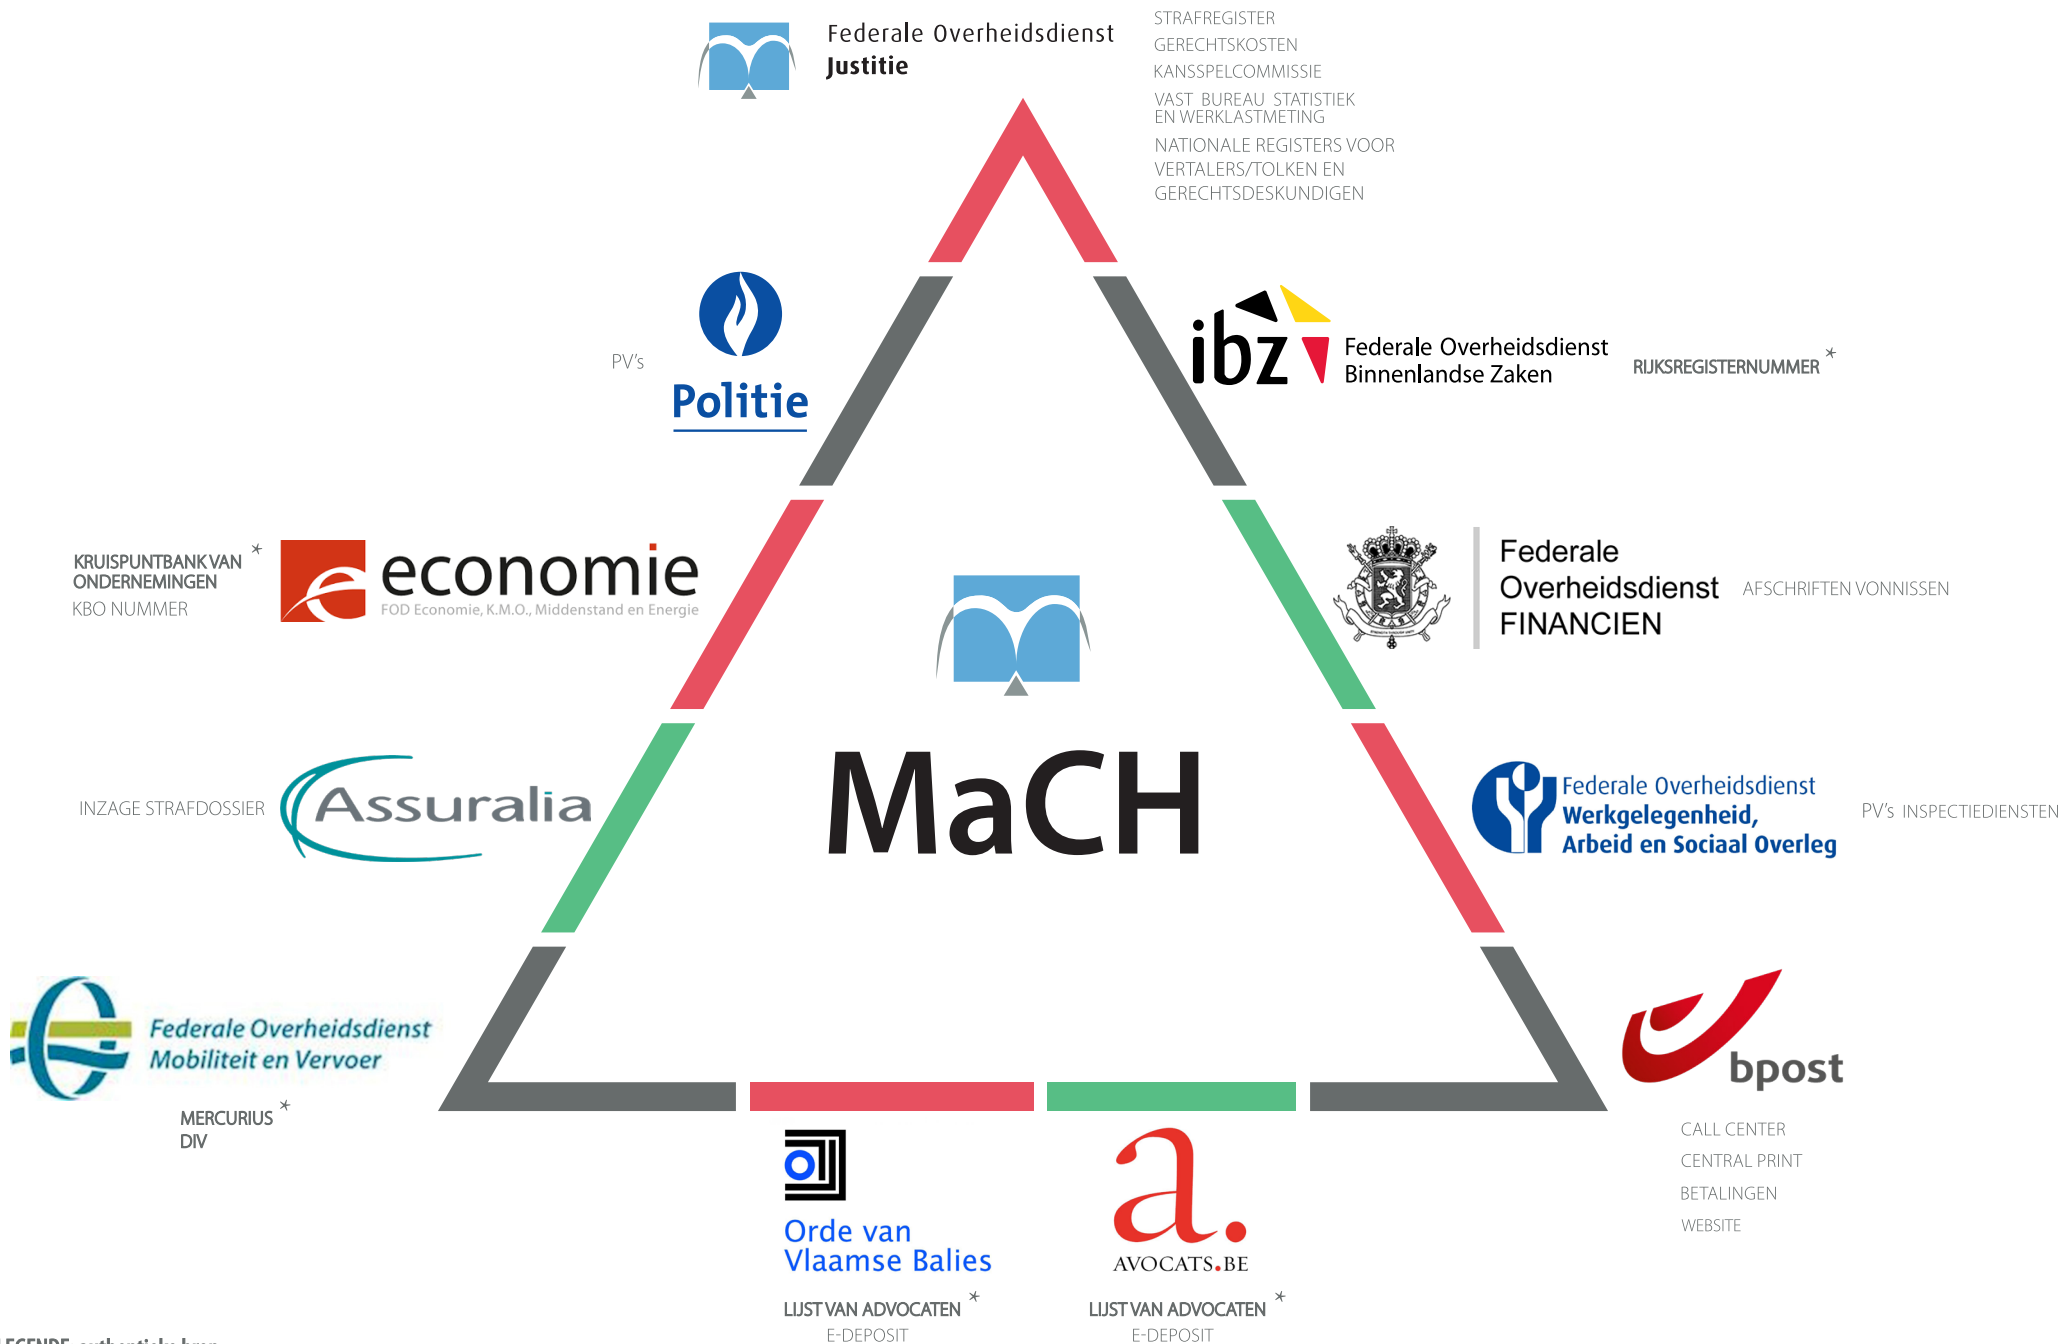 Federale Overheidsdienst
Justitie
STRAFREGISTER
GERECHTSKOSTEN
KANSSPELCOMMISSIE
VAST BUREAU STATISTIEK
EN WERKLASTMETING
NATIONALE REGISTERS VOOR
VERTALERS/TOLKEN EN
GERECHTSDESKUNDIGEN
PV's
Politie
ibz
Federale Overheidsdienst
Binnenlandse Zaken
RIJKSREGISTERNUMMER *
KRUISPUNTBANK VAN *
ONDERNEMINGEN
KBO NUMMER
economie
FOD Economie, K.M.O., Middenstand en Energie
Federale
Overheidsdienst
FINANCIEN
AFSCHRIFTEN VONNISSEN
MaCH
INZAGE STRAFDOSSIER
Assuralia
Federale Overheidsdienst
Werkgelegenheid,
Arbeid en Sociaal Overleg
PV's INSPECTIEDIENSTEN
Federale Overheidsdienst
Mobiliteit en Vervoer
MERCURIUS *
DIV
bpost
CALL CENTER
CENTRAL PRINT
BETALINGEN
WEBSITE
Orde van
Vlaamse Balies
LIJST VAN ADVOCATEN *
E-DEPOSIT
a.
AVOCATS.BE
LIJST VAN ADVOCATEN *
E-DEPOSIT